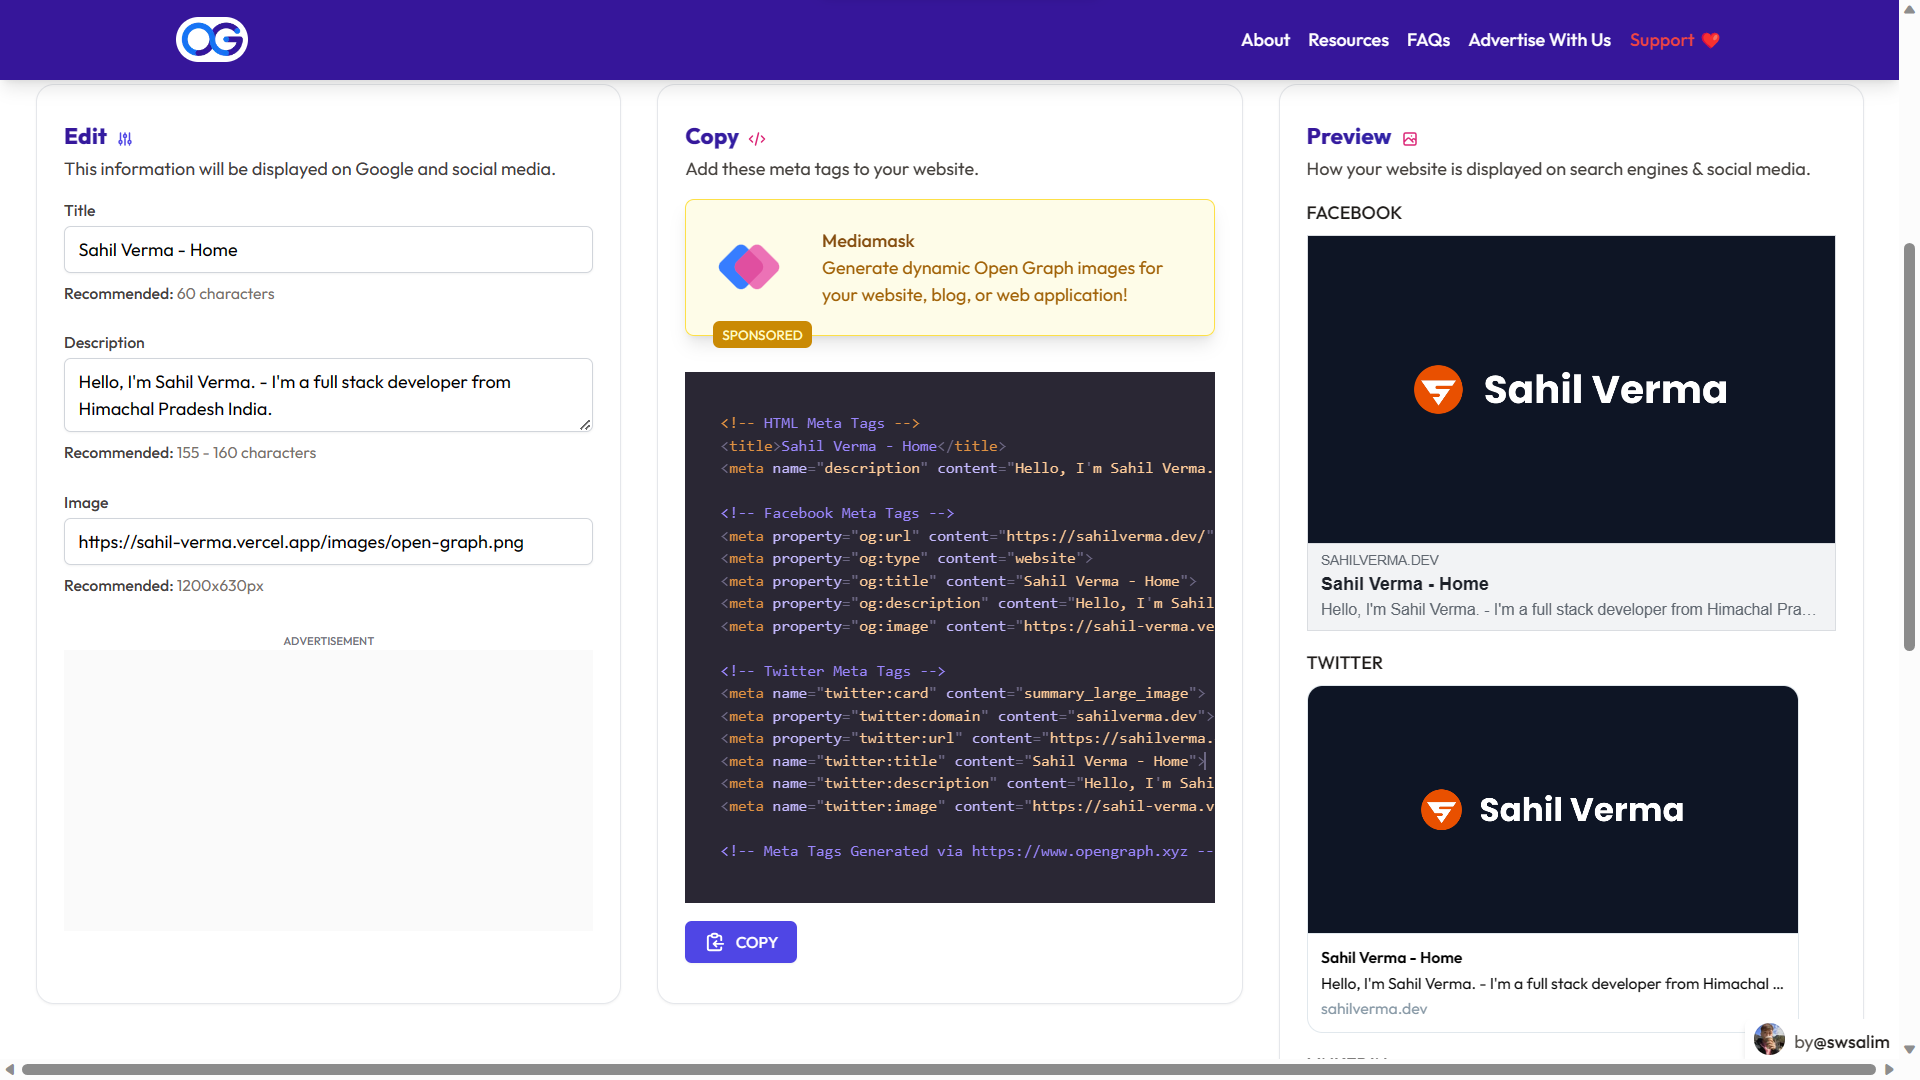 OG
About Resources FAQs Advertise With Us Support
Edit
This information will be displayed on Google and social media.
Title
Sahil Verma - Home
Recommended: 60 characters
Description
Hello, I'm Sahil Verma. - I'm a full stack developer from
Himachal Pradesh India.
Recommended: 155 - 160 characters
Image
https://sahil-verma.vercel.app/images/open-graph.png
Recommended: 1200x630px
ADVERTISEMENT
Copy </>
Add these meta tags to your website.
Mediamask
Generate dynamic Open Graph images for
your website, blog, or web application!
SPONSORED
<!-- HTML Meta Tags -->
<title>Sahil Verma - Home</title>
<meta name="description" content="Hello, I'm Sahil Verma.
<!-- Facebook Meta Tags -->
<meta property="og:url" content="https://sahilverma.dev/"
<meta property="og:type" content="website">
<meta property="og:title" content="Sahil Verma - Home">
<meta property="og:description" content="Hello, I'm Sahil
<meta property="og:image" content="https://sahil-verma.ve
<!-- Twitter Meta Tags -->
<meta name="twitter:card" content="summary_large_image">
<meta property="twitter:domain" content="sahilverma.dev">
<meta property="twitter:url" content="https://sahilverma.
<meta name="twitter:title" content="Sahil Verma - Home">
<meta name="twitter:description" content="Hello, I'm Sahi
<meta name="twitter:image" content="https://sahil-verma.v
<!-- Meta Tags Generated via https://www.opengraph.xyz --
COPY
Preview
How your website is displayed on search engines & social media.
FACEBOOK
Sahil Verma
SAHILVERMA.DEV
Sahil Verma - Home
Hello, I'm Sahil Verma. - I'm a full stack developer from Himachal Pra...
TWITTER
Sahil Verma
Sahil Verma - Home
Hello, I'm Sahil Verma. - I'm a full stack developer from Himachal ...
sahilverma.dev
by@swsalim